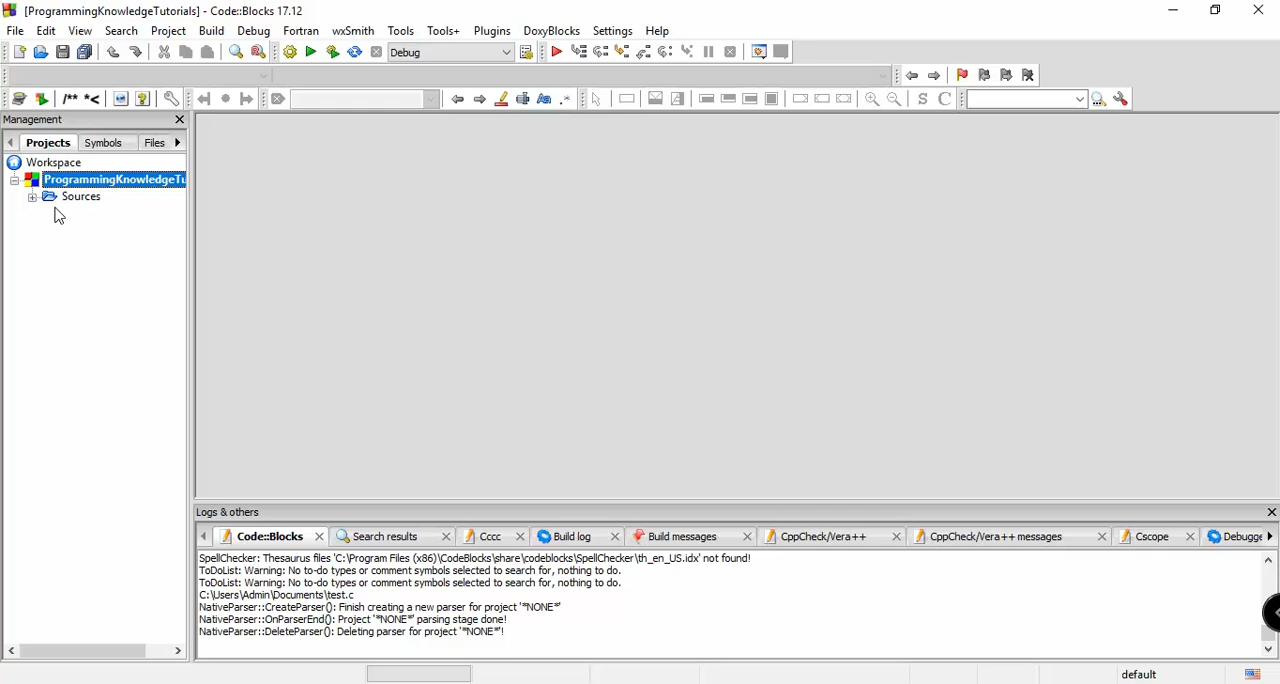 [ProgrammingKnowledgeTutorials] - Code::Blocks 17.12
File Edit View Search Project Build Debug Fortran wxSmith Tools Tools+ Plugins DoxyBlocks Settings Help
Debug
/** *<
S C
Management
Projects Symbols Files
Workspace
ProgrammingKnowledgeTu
Sources
Logs & others
Code::Blocks Search results Cccc Build log Build messages CppCheck/Vera++ CppCheck/Vera++ messages Cscope Debugge
SpellChecker: Thesaurus files 'C:\Program Files (x86)\CodeBlocks\share\codeblocks\SpellChecker\th_en_US.idx' not found!
ToDoList: Warning: No to-do types or comment symbols selected to search for, nothing to do.
ToDoList: Warning: No to-do types or comment symbols selected to search for, nothing to do.
C:\Users\Admin\Documents\test.c
NativeParser::CreateParser(): Finish creating a new parser for project '*NONE*'
NativeParser::OnParserEnd(): Project '*NONE*' parsing stage done!
NativeParser::DeleteParser(): Deleting parser for project '*NONE*'!
default